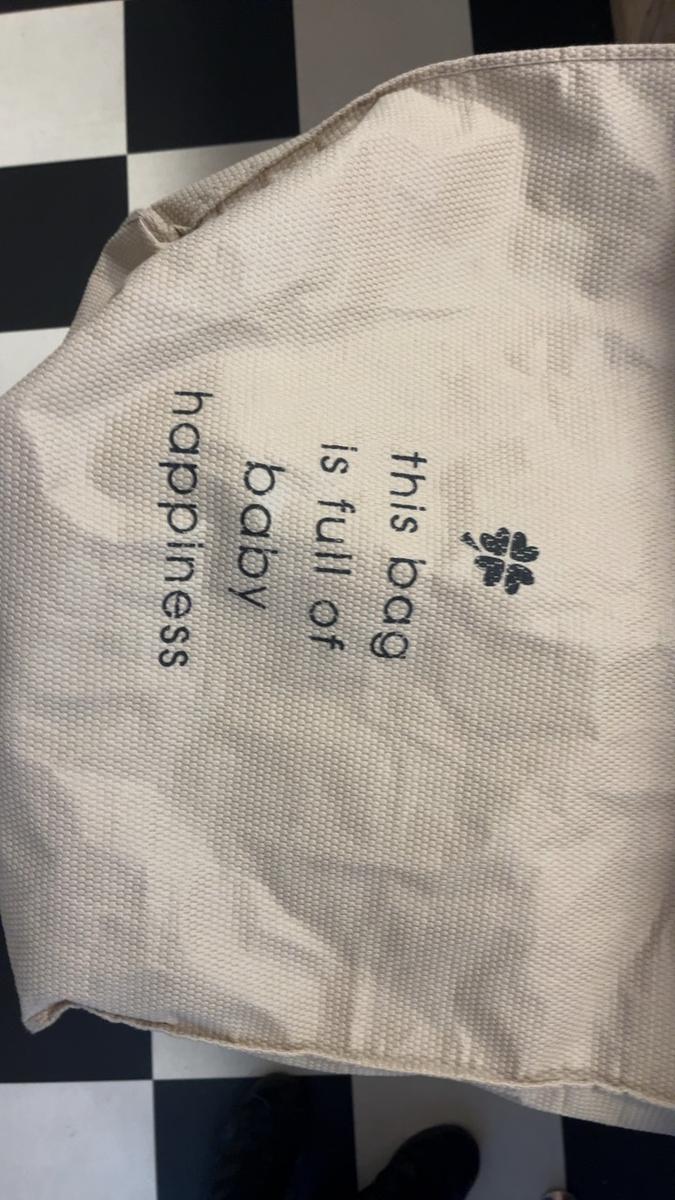 this bag
is full of
baby
happiness